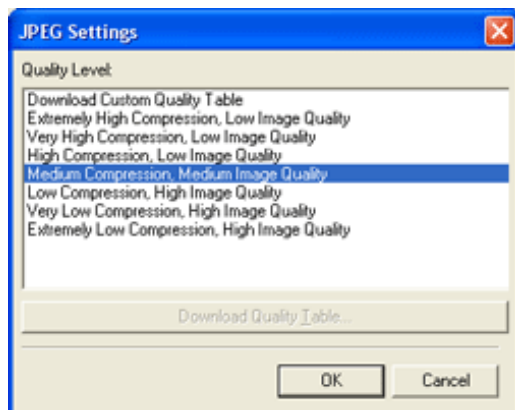 JPEG Settings
Quality Level:
Download Custom Quality Table
Extremely High Compression, Low Image Quality
Very High Compression, Low Image Quality
High Compression, Low Image Quality
Medium Compression, Medium Image Quality
Low Compression, High Image Quality
Very Low Compression, High Image Quality
Extremely Low Compression, High Image Quality
Download Quality Table...
OK
Cancel